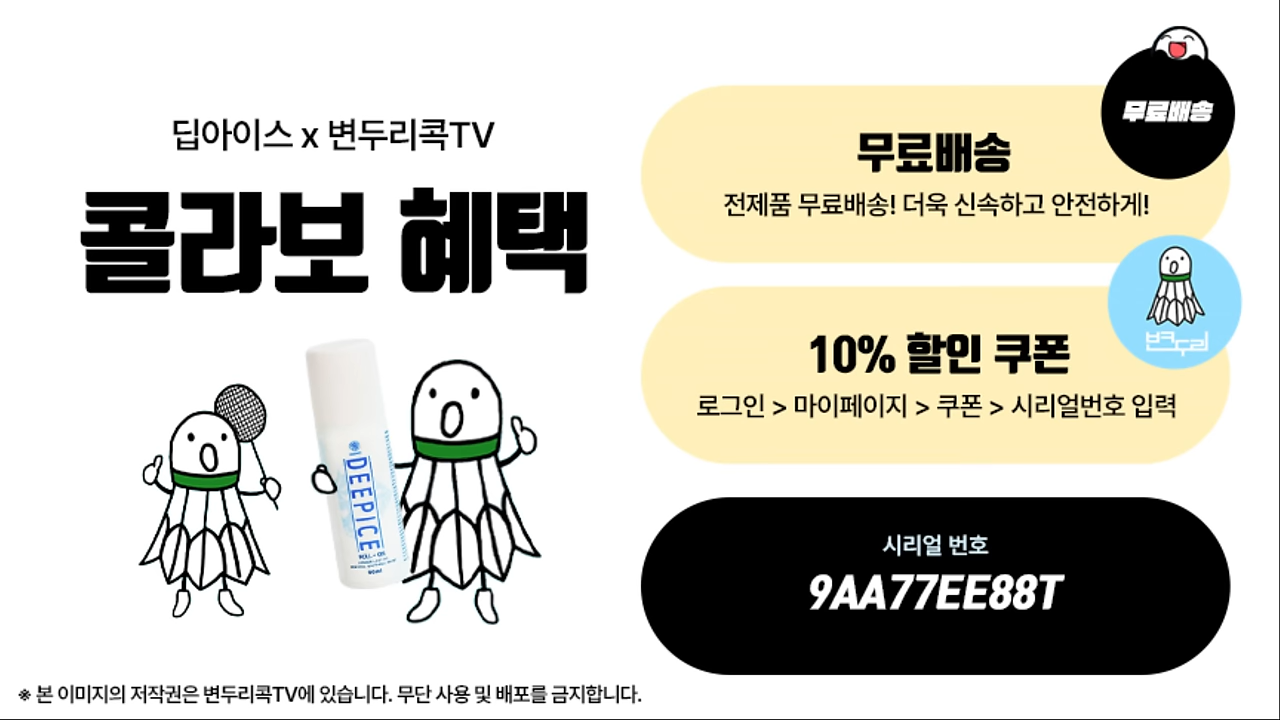 딥아이스 x 변두리콕TV
콜라보 혜택
DEEPICE
ROLL - ON
무료배송
무료배송
전제품 무료배송! 더욱 신속하고 안전하게!
변두리
10% 할인 쿠폰
로그인 > 마이페이지 > 쿠폰 > 시리얼번호 입력
시리얼 번호
9AA77EE88T
※ 본 이미지의 저작권은 변두리콕TV에 있습니다. 무단 사용 및 배포를 금지합니다.